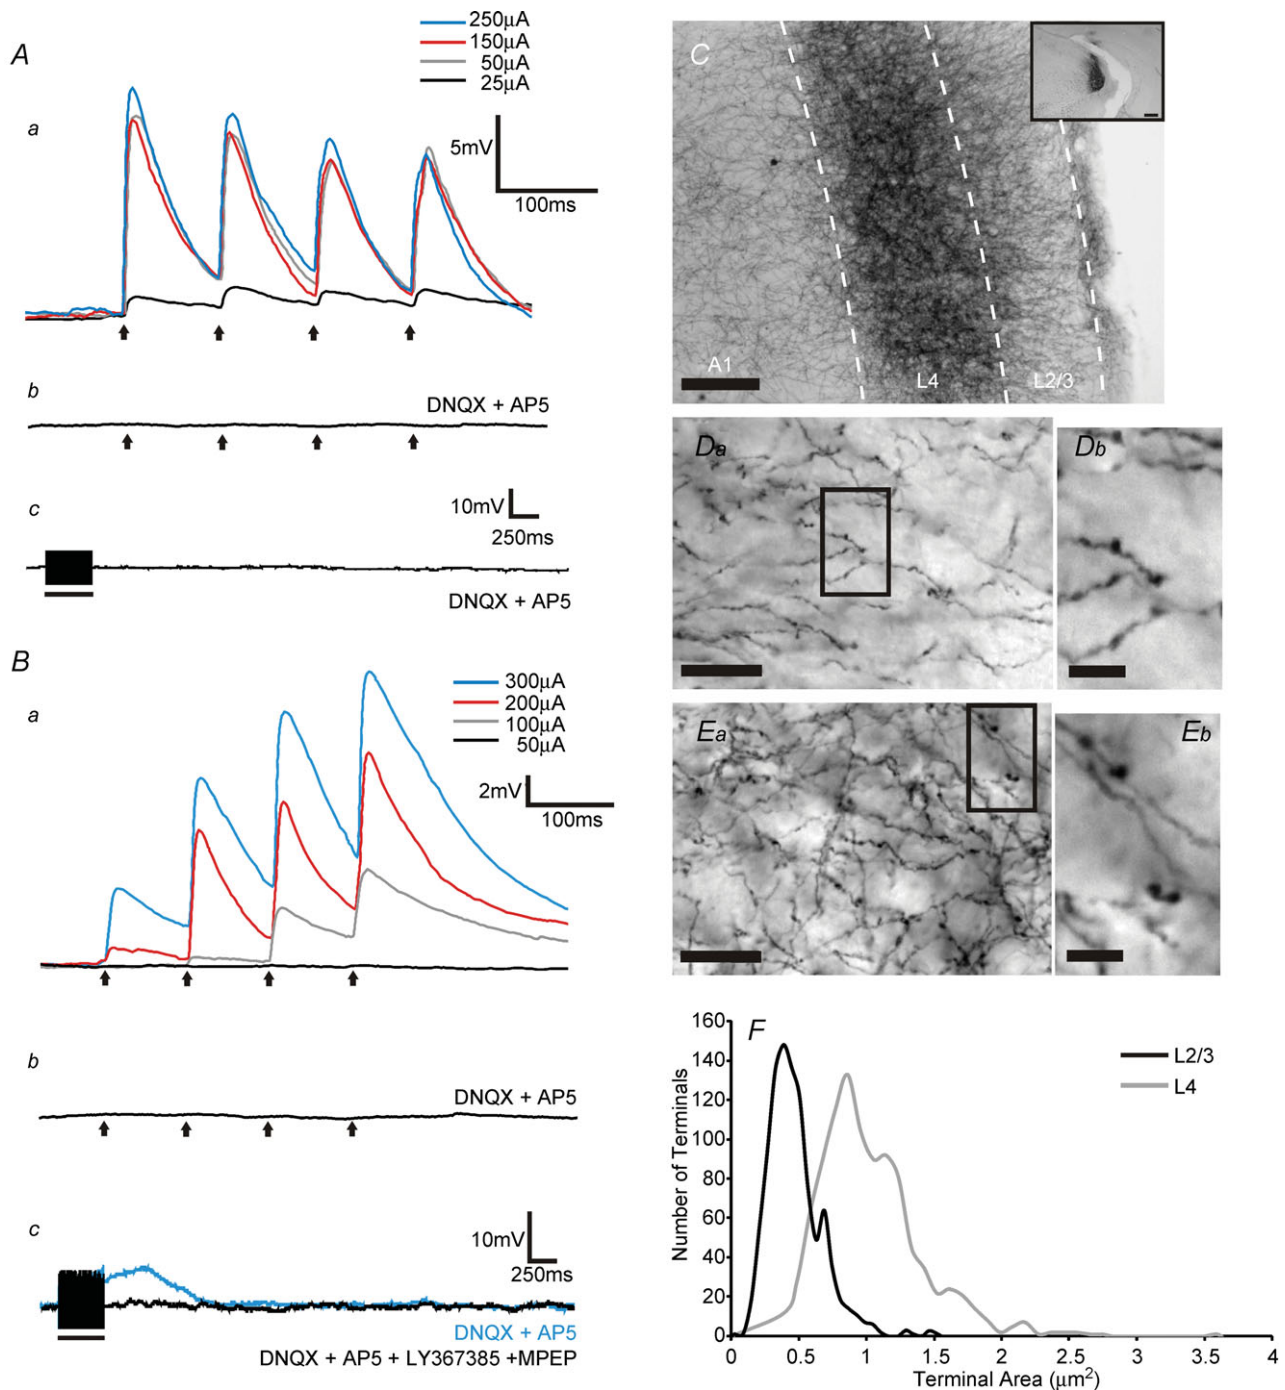 A
250µA
150µA
50µA
25µA
a
5mV
100ms
b
DNQX + AP5
c
10mV
250ms
DNQX + AP5
B
a
300µA
200µA
100µA
50µA
2mV
100ms
b
DNQX + AP5
c
10mV
250ms
DNQX + AP5
DNQX + AP5 + LY367385 +MPEP
C
A1
L4
L2/3
Da
Db
Ea
Eb
F
L2/3
L4
Number of Terminals
160
140
120
100
80
60
40
20
0
0 0.5 1 1.5 2 2.5 3 3.5 4
Terminal Area (µm²)